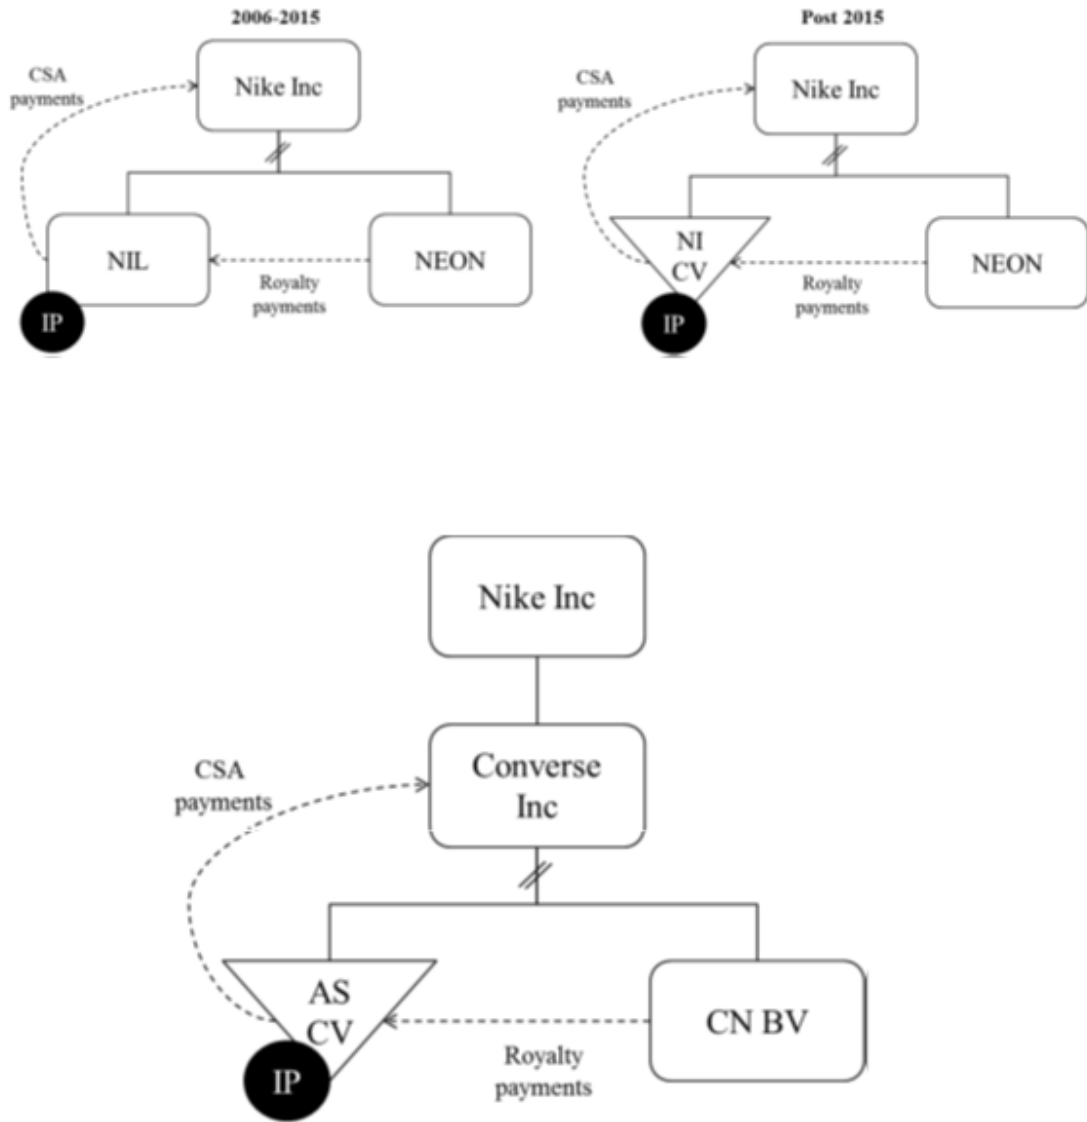 2006-2015
CSA
payments
Nike Inc
NIL
NEON
Royalty
payments
IP
Post 2015
CSA
payments
Nike Inc
NI
CV
NEON
Royalty
payments
IP
Nike Inc
Converse
Inc
CSA
payments
AS
CV
CN BV
Royalty
payments
IP